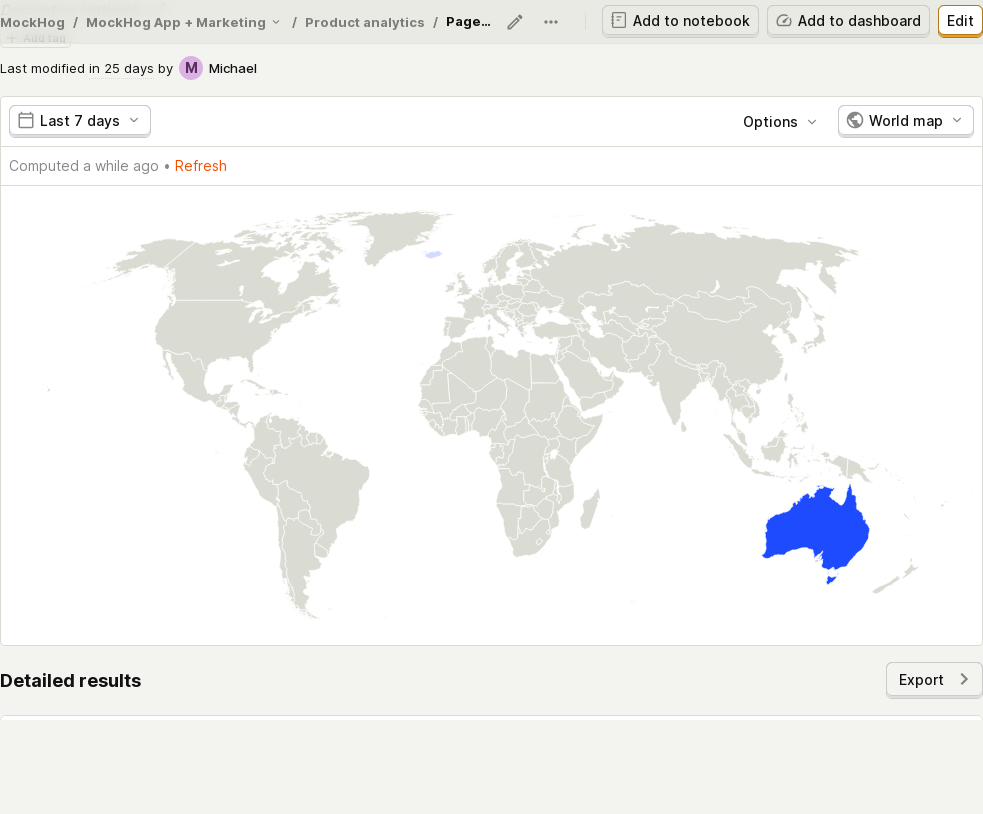 MockHog / MockHog App + Marketing / Product analytics / Page...
Add to notebook
Add to dashboard
Edit
Add tag
Last modified in 25 days by M Michael
Last 7 days
Options
World map
Computed a while ago • Refresh
Detailed results
Export